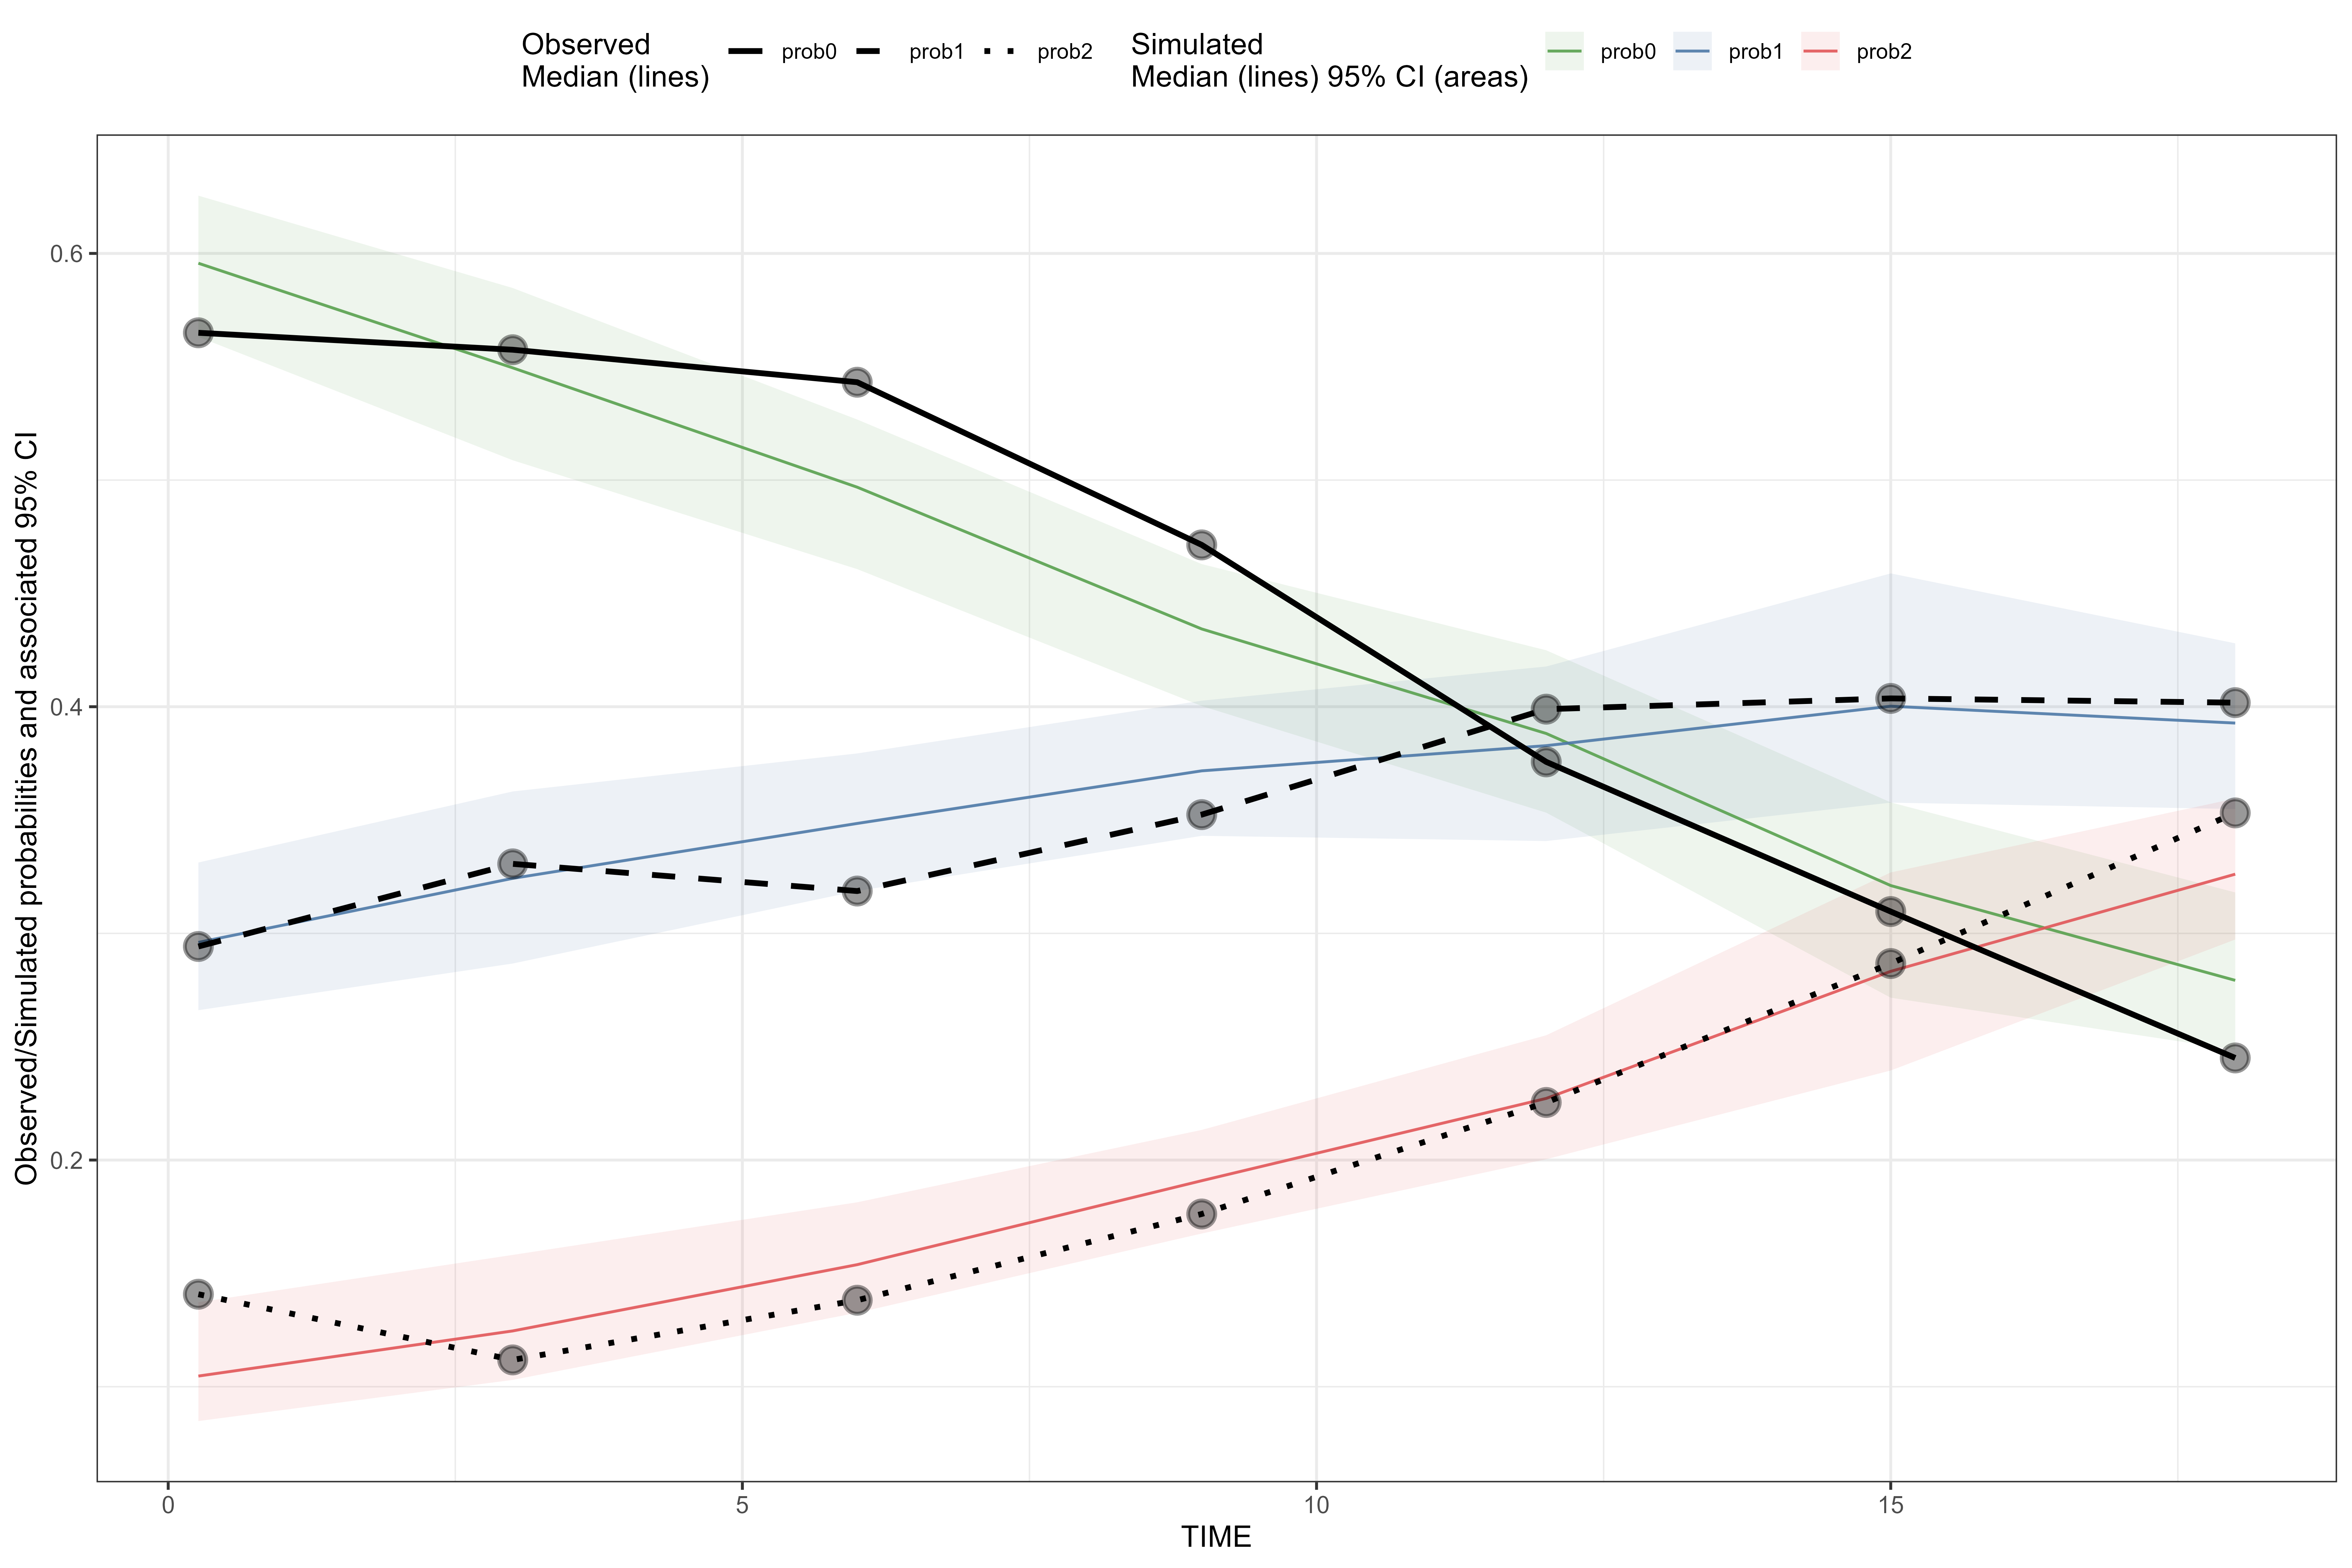 Observed
Median (lines)
prob0
prob1
prob2
Simulated
Median (lines) 95% CI (areas)
prob0
prob1
prob2
Observed/Simulated probabilities and associated 95% CI
0.6
0.4
0.2
0
5
10
15
TIME